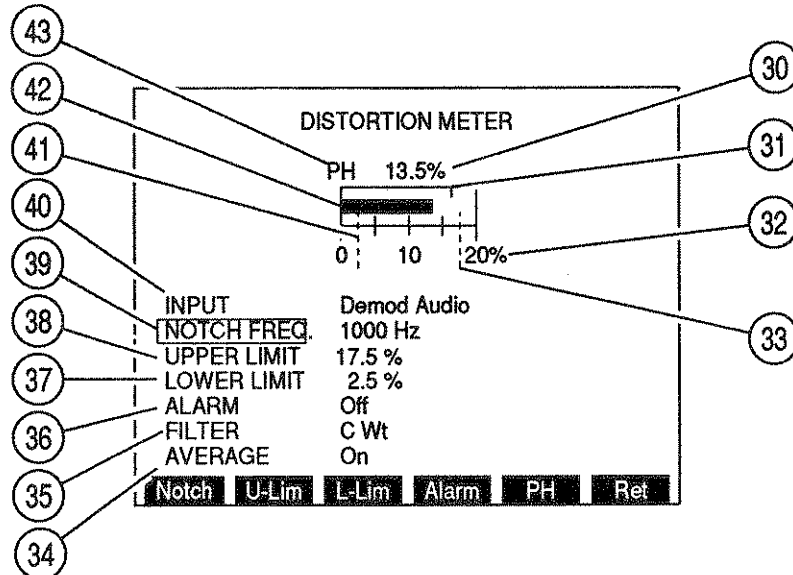 43
42
41
40
39
38
37
36
35
34
30
31
32
33
DISTORTION METER
PH 13.5%
0 10 20%
INPUT Demod Audio
NOTCH FREQ. 1000 Hz
UPPER LIMIT 17.5 %
LOWER LIMIT 2.5 %
ALARM Off
FILTER C Wt
AVERAGE On
Notch U-Lim L-Lim Alarm PH Ret